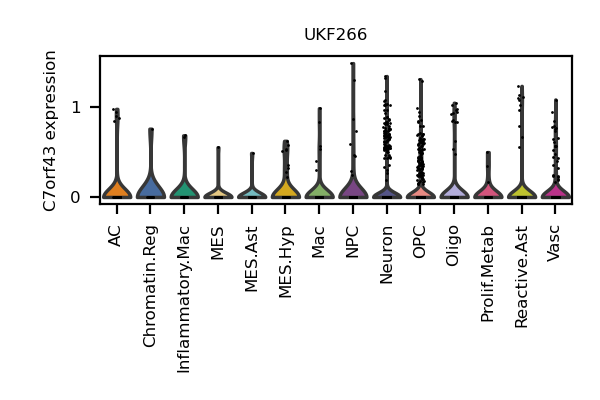 UKF266
C7orf43 expression
1
0
AC
Chromatin.Reg
Inflammatory.Mac
MES
MES.Ast
MES.Hyp
Mac
NPC
Neuron
OPC
Oligo
Prolif.Metab
Reactive.Ast
Vasc